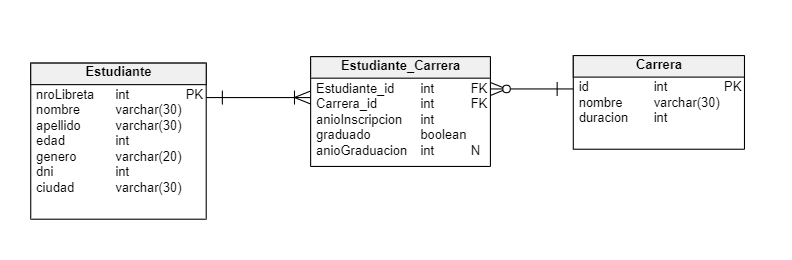 Estudiante
nroLibreta int PK
nombre varchar(30)
apellido varchar(30)
edad int
genero varchar(20)
dni int
ciudad varchar(30)
Estudiante_Carrera
Estudiante_id int FK
Carrera_id int FK
anioInscripcion int
graduado boolean
anioGraduacion int N
Carrera
id int PK
nombre varchar(30)
duracion int